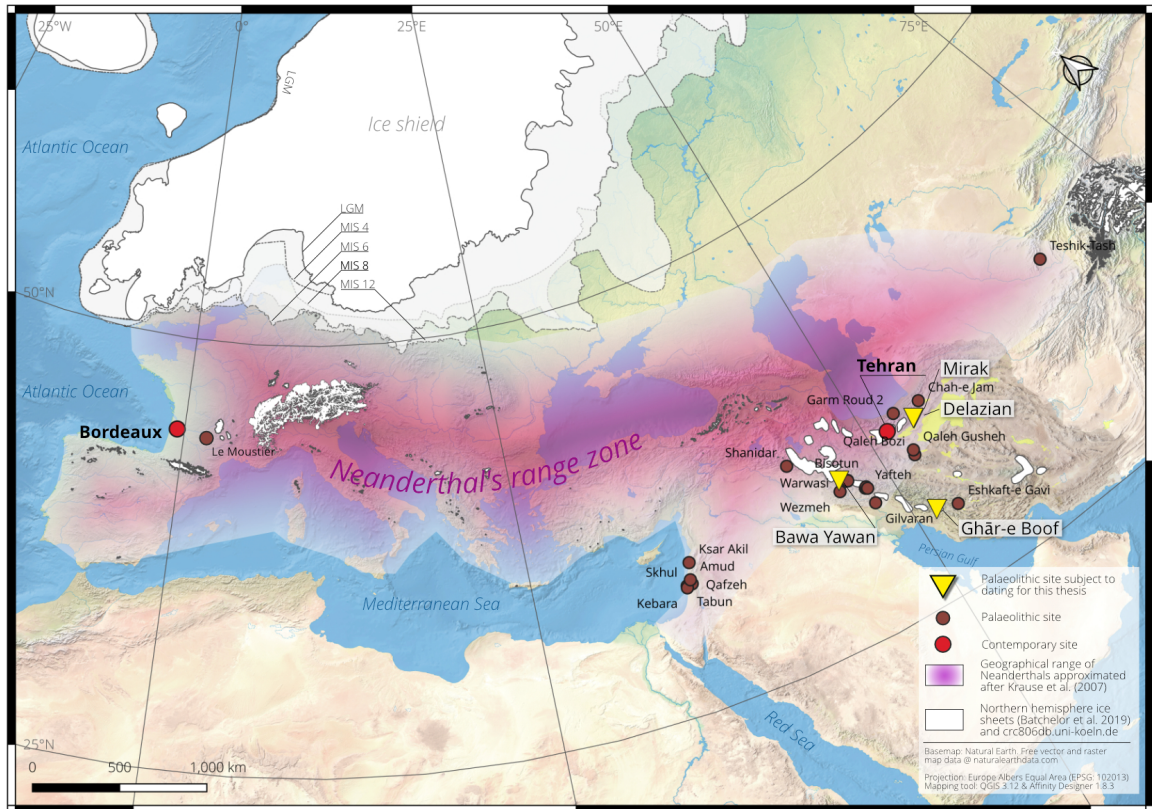 25°W
0°
25°E
50°E
75°E
LGM
Ice shield
Atlantic Ocean
LGM
MIS 4
MIS 6
MIS 8
MIS 12
Teshik-Tash
50°N
Atlantic Ocean
Tehran
Mirak
Chah-e Jam
Garm Roud 2
Delazian
Bordeaux
Le Moustier
Neanderthal's range zone
Qaleh Bozi
Qaleh Gusheh
Shanidar
Bisotun
Warwasi
Yafteh
Wezmeh
Eshkaft-e Gavi
Gilvaran
Ghār-e Boof
Bawa Yawan
Persian Gulf
Ksar Akil
Skhul
Amud
Qafzeh
Kebara
Tabun
Mediterranean Sea
Red Sea
25°N
0
500
1,000 km
Palaeolithic site subject to
dating for this thesis
Palaeolithic site
Contemporary site
Geographical range of
Neanderthals approximated
after Krause et al. (2007)
Northern hemisphere ice
sheets (Batchelor et al. 2019)
and crc806db.uni-koeln.de
Basemap: Natural Earth. Free vector and raster
map data @ naturalearthdata.com
Projection: Europe Albers Equal Area (EPSG: 102013)
Mapping tool: QGIS 3.12 & Affinity Designer 1.8.3